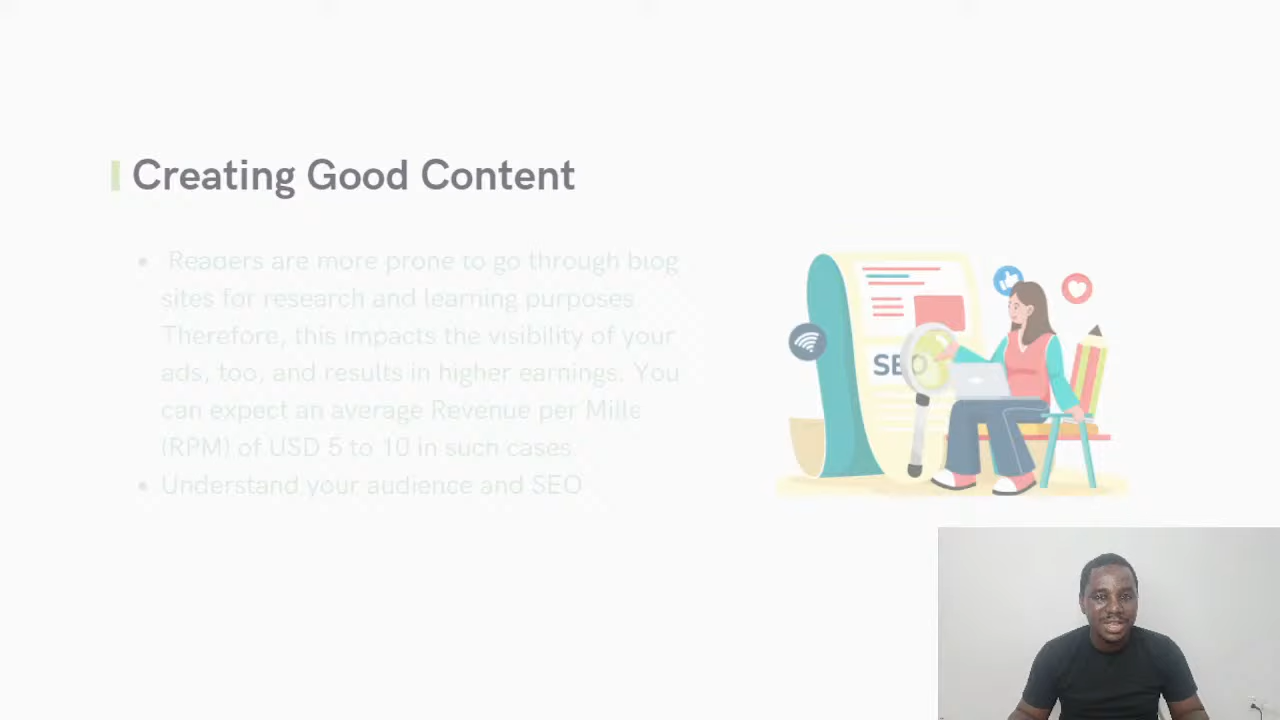 Creating Good Content
• Readers are more prone to go through blog
sites for research and learning purposes.
Therefore, this impacts the visibility of your
ads, too, and results in higher earnings. You
can expect an average Revenue per Mille
(RPM) of USD 5 to 10 in such cases.
• Understand your audience and SEO
SEO